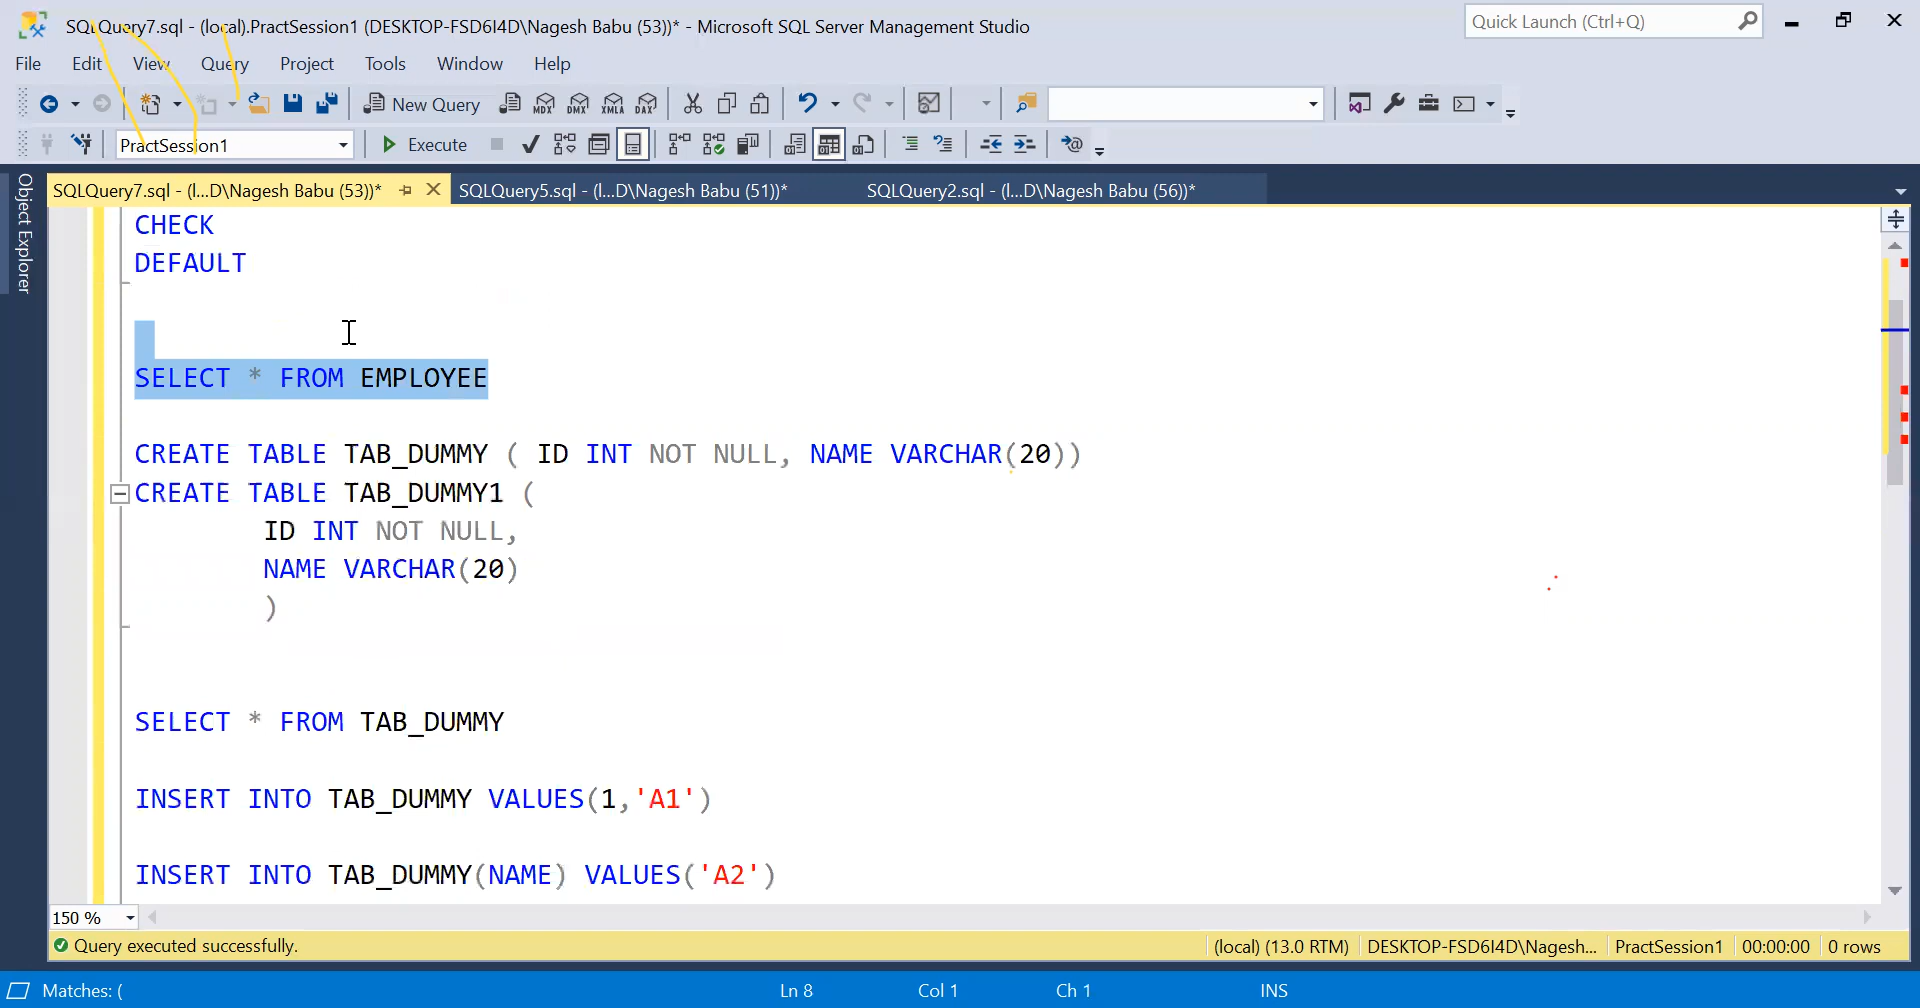 SQLQuery7.sql - (local).PractSession1 (DESKTOP-FSD6I4D\Nagesh Babu (53))* - Microsoft SQL Server Management Studio
Quick Launch (Ctrl+Q)
File Edit View Query Project Tools Window Help
New Query MDX DMX XMLA DAX
PractSession1 Execute
Object Explorer
SQLQuery7.sql - (l...D\Nagesh Babu (53))* SQLQuery5.sql - (l...D\Nagesh Babu (51))* SQLQuery2.sql - (l...D\Nagesh Babu (56))*
CHECK
DEFAULT
SELECT * FROM EMPLOYEE
CREATE TABLE TAB_DUMMY ( ID INT NOT NULL, NAME VARCHAR(20))
CREATE TABLE TAB_DUMMY1 (
ID INT NOT NULL,
NAME VARCHAR(20)
)
SELECT * FROM TAB_DUMMY
INSERT INTO TAB_DUMMY VALUES(1,'A1')
INSERT INTO TAB_DUMMY(NAME) VALUES('A2')
150 %
Query executed successfully. (local) (13.0 RTM) DESKTOP-FSD6I4D\Nagesh... PractSession1 00:00:00 0 rows
Matches: ( Ln 8 Col 1 Ch 1 INS